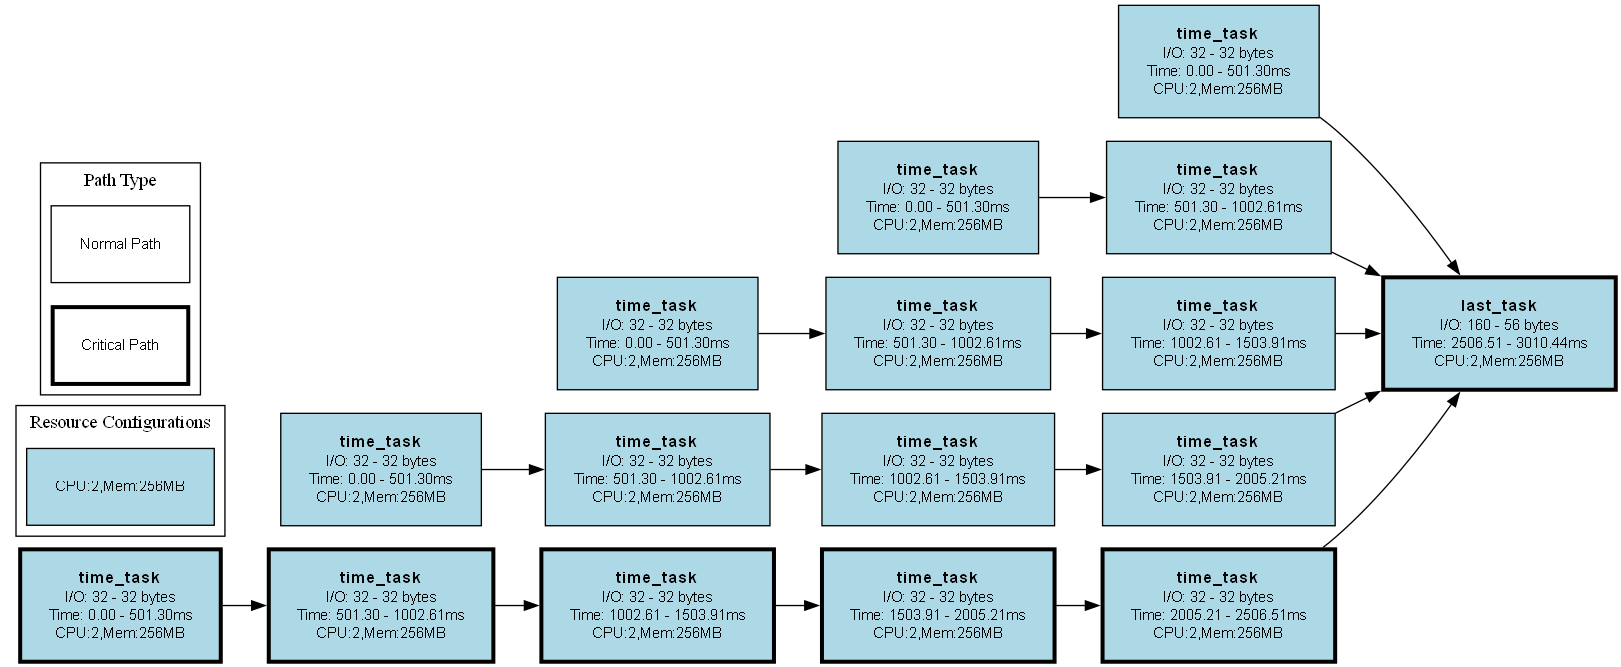 time_task
I/O: 32 - 32 bytes
Time: 0.00 - 501.30ms
CPU:2,Mem:256MB
time_task
I/O: 32 - 32 bytes
Time: 0.00 - 501.30ms
CPU:2,Mem:256MB
time_task
I/O: 32 - 32 bytes
Time: 501.30 - 1002.61ms
CPU:2,Mem:256MB
Path Type
Normal Path
Critical Path
time_task
I/O: 32 - 32 bytes
Time: 0.00 - 501.30ms
CPU:2,Mem:256MB
time_task
I/O: 32 - 32 bytes
Time: 501.30 - 1002.61ms
CPU:2,Mem:256MB
time_task
I/O: 32 - 32 bytes
Time: 1002.61 - 1503.91ms
CPU:2,Mem:256MB
last_task
I/O: 160 - 56 bytes
Time: 2506.51 - 3010.44ms
CPU:2,Mem:256MB
Resource Configurations
CPU:2,Mem:256MB
time_task
I/O: 32 - 32 bytes
Time: 0.00 - 501.30ms
CPU:2,Mem:256MB
time_task
I/O: 32 - 32 bytes
Time: 501.30 - 1002.61ms
CPU:2,Mem:256MB
time_task
I/O: 32 - 32 bytes
Time: 1002.61 - 1503.91ms
CPU:2,Mem:256MB
time_task
I/O: 32 - 32 bytes
Time: 1503.91 - 2005.21ms
CPU:2,Mem:256MB
time_task
I/O: 32 - 32 bytes
Time: 0.00 - 501.30ms
CPU:2,Mem:256MB
time_task
I/O: 32 - 32 bytes
Time: 501.30 - 1002.61ms
CPU:2,Mem:256MB
time_task
I/O: 32 - 32 bytes
Time: 1002.61 - 1503.91ms
CPU:2,Mem:256MB
time_task
I/O: 32 - 32 bytes
Time: 1503.91 - 2005.21ms
CPU:2,Mem:256MB
time_task
I/O: 32 - 32 bytes
Time: 2005.21 - 2506.51ms
CPU:2,Mem:256MB